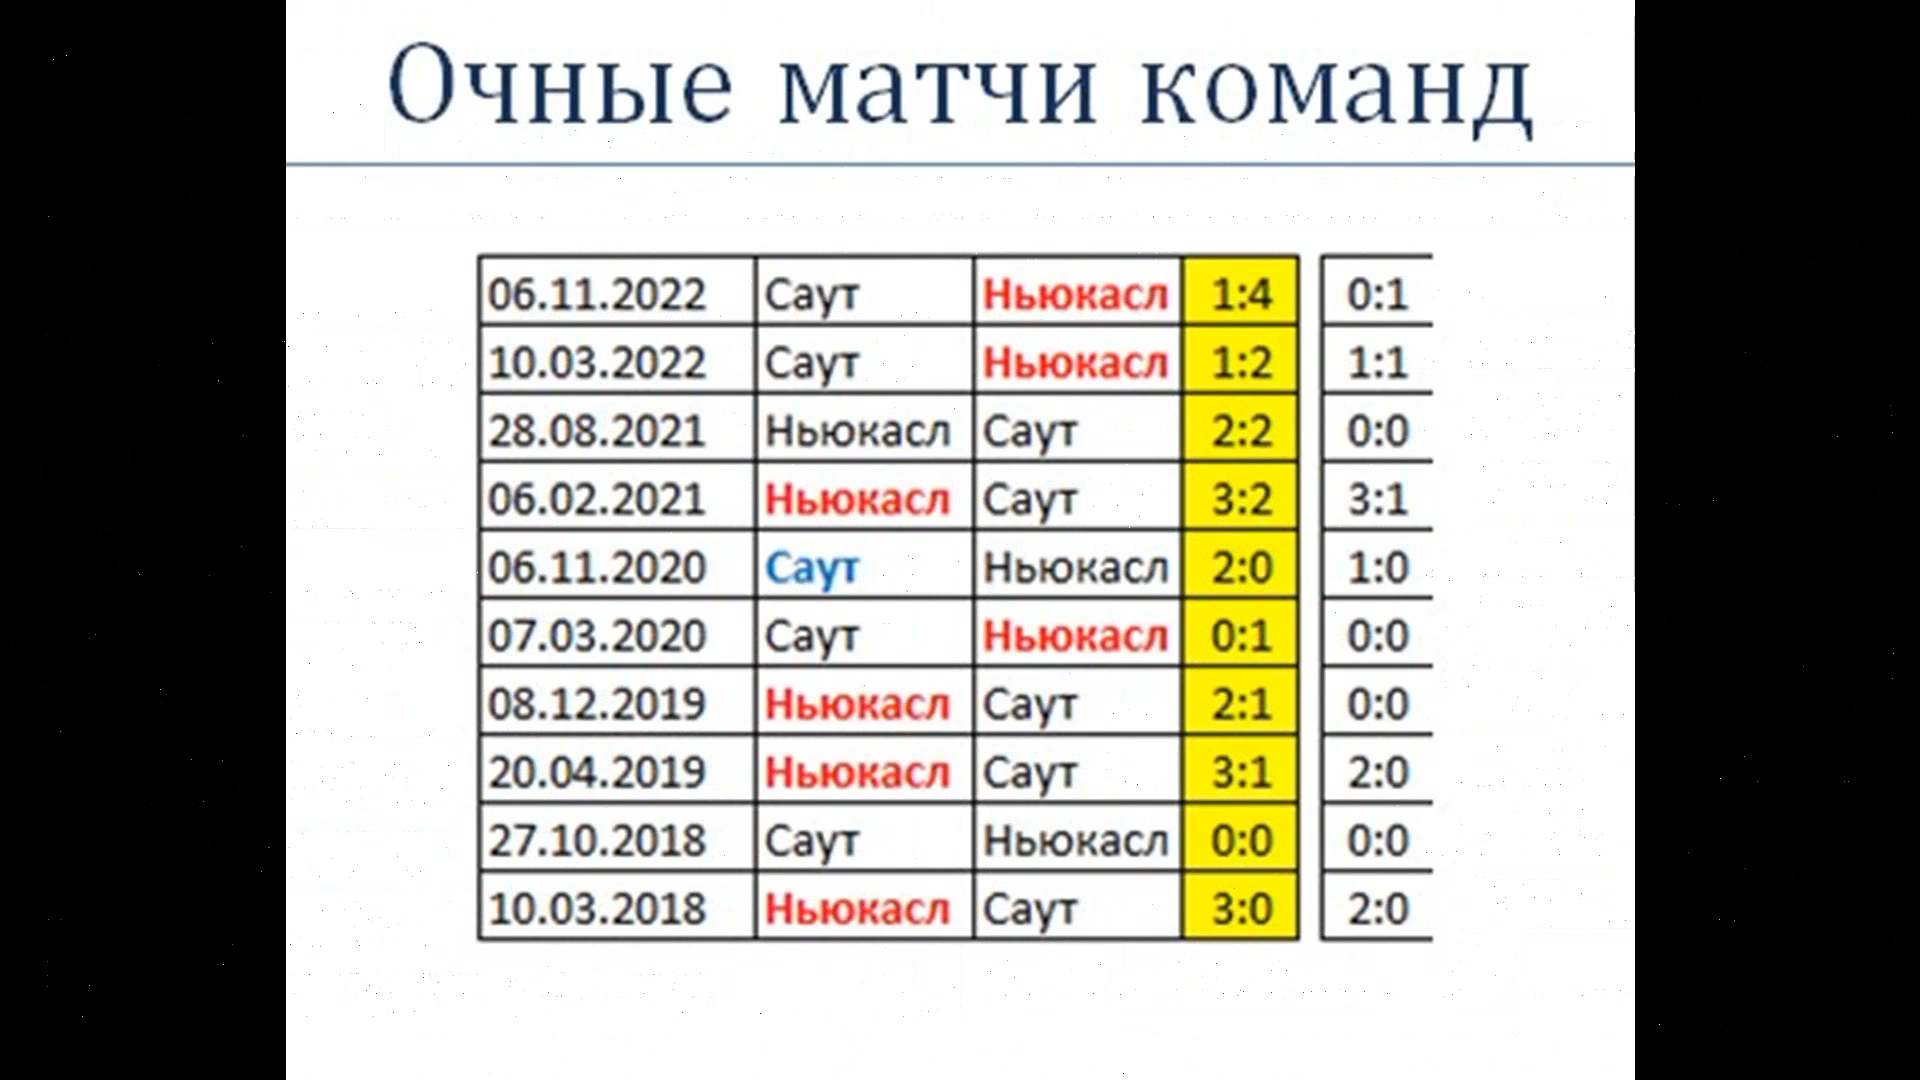 Очные матчи команд
06.11.2022 Саут Ньюкасл 1:4 0:1
10.03.2022 Саут Ньюкасл 1:2 1:1
28.08.2021 Ньюкасл Саут 2:2 0:0
06.02.2021 Ньюкасл Саут 3:2 3:1
06.11.2020 Саут Ньюкасл 2:0 1:0
07.03.2020 Саут Ньюкасл 0:1 0:0
08.12.2019 Ньюкасл Саут 2:1 0:0
20.04.2019 Ньюкасл Саут 3:1 2:0
27.10.2018 Саут Ньюкасл 0:0 0:0
10.03.2018 Ньюкасл Саут 3:0 2:0